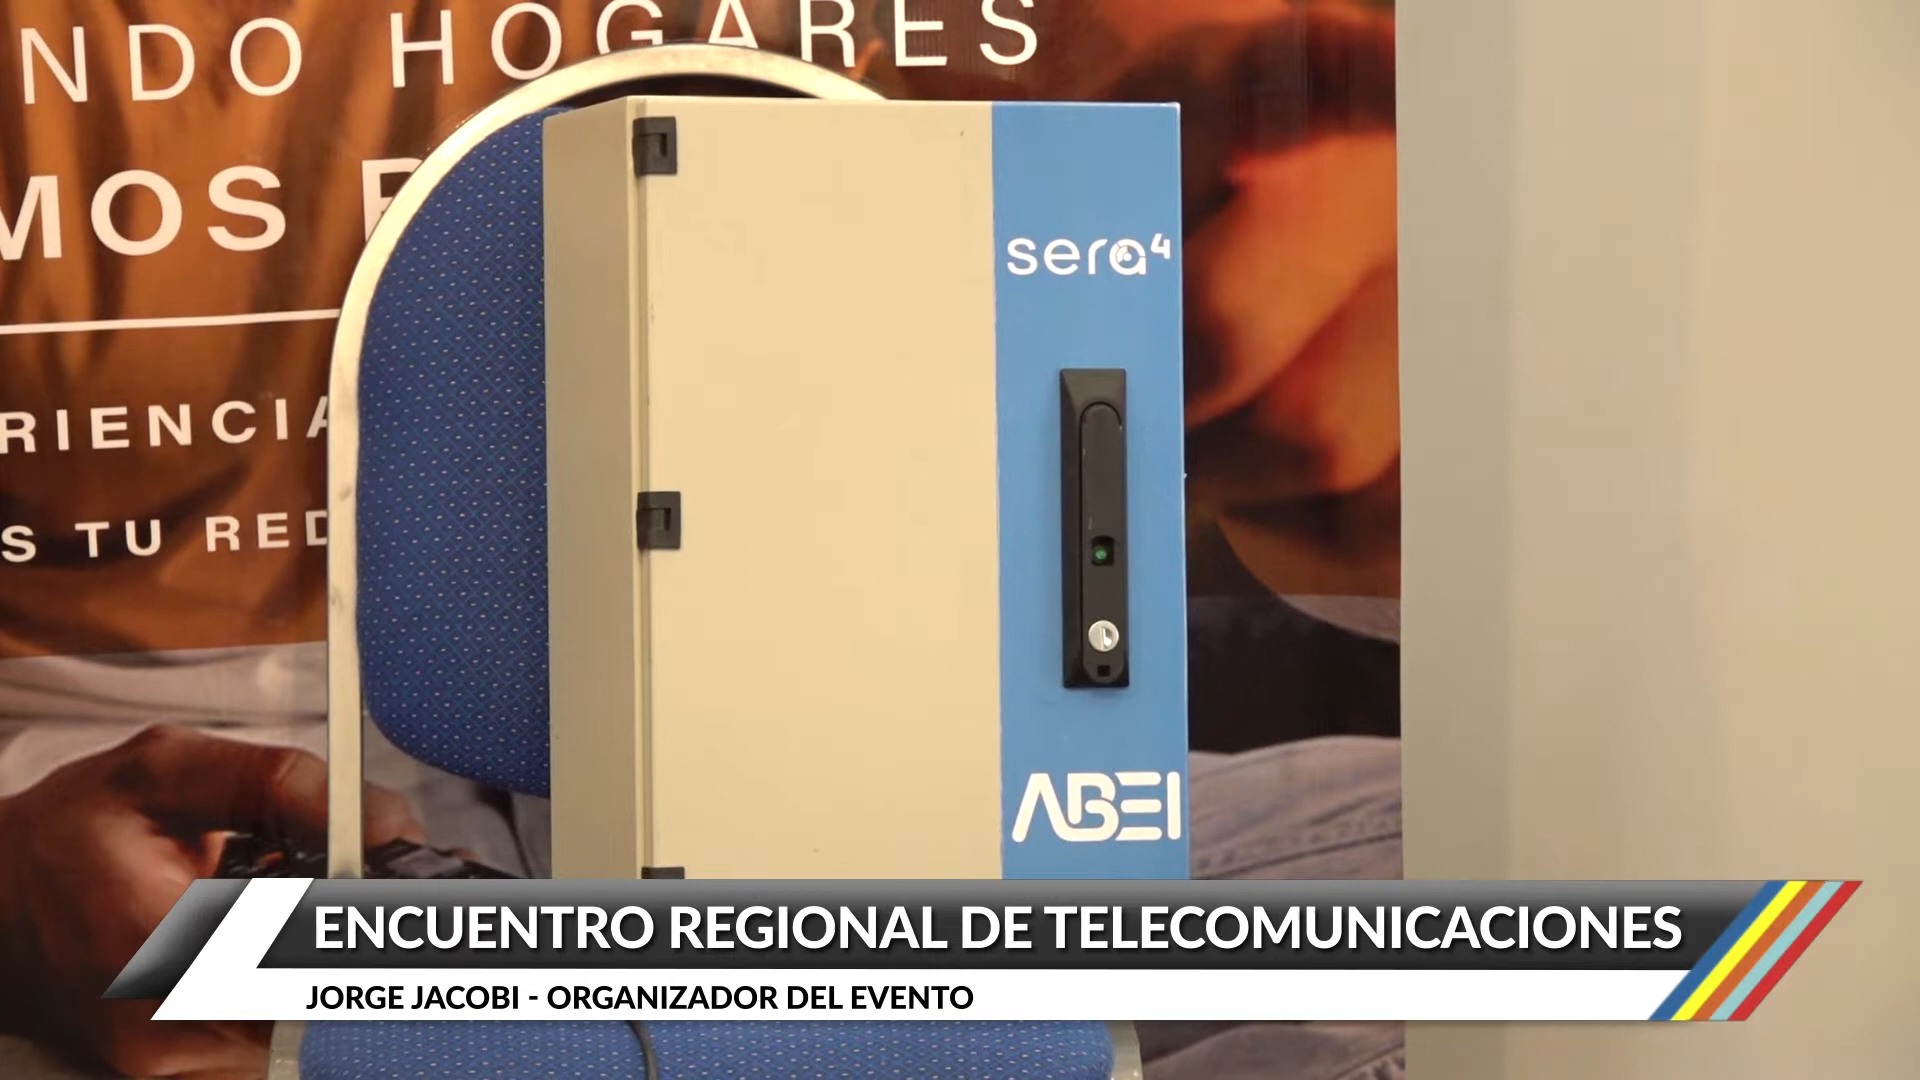 NDO HOGARES
MOS
RIENCIA
S TU RED
sera4
ABEI
ENCUENTRO REGIONAL DE TELECOMUNICACIONES
JORGE JACOBI - ORGANIZADOR DEL EVENTO